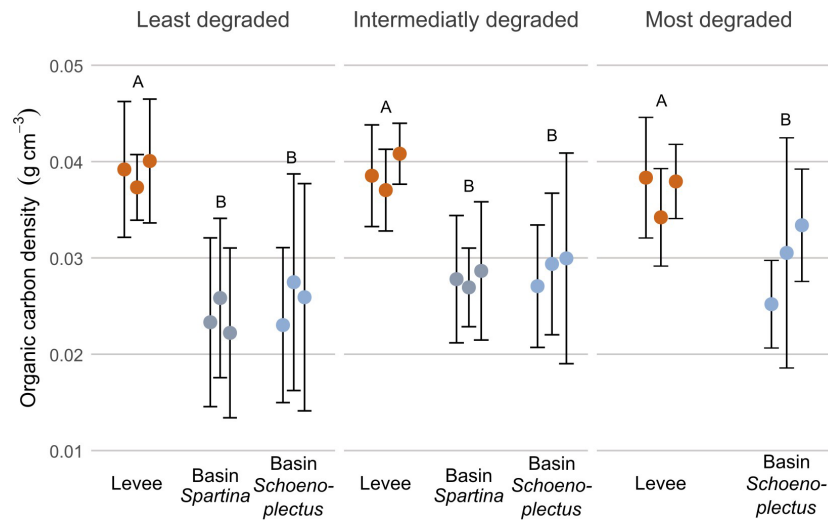 Least degraded
Intermediatly degraded
Most degraded
Organic carbon density (g cm⁻³)
0.05
0.04
0.03
0.02
0.01
A
B
B
A
B
B
A
B
Levee
Basin
Spartina
Basin
Schoeno-
plectus
Levee
Basin
Spartina
Basin
Schoeno-
plectus
Levee
Basin
Schoeno-
plectus